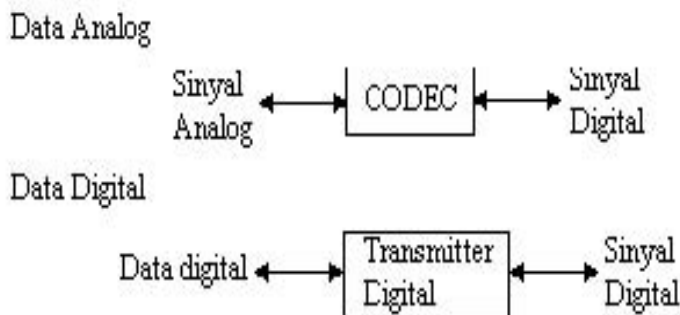 Data Analog
Sinyal
Analog
CODEC
Sinyal
Digital
Data Digital
Data digital
Transmitter
Digital
Sinyal
Digital